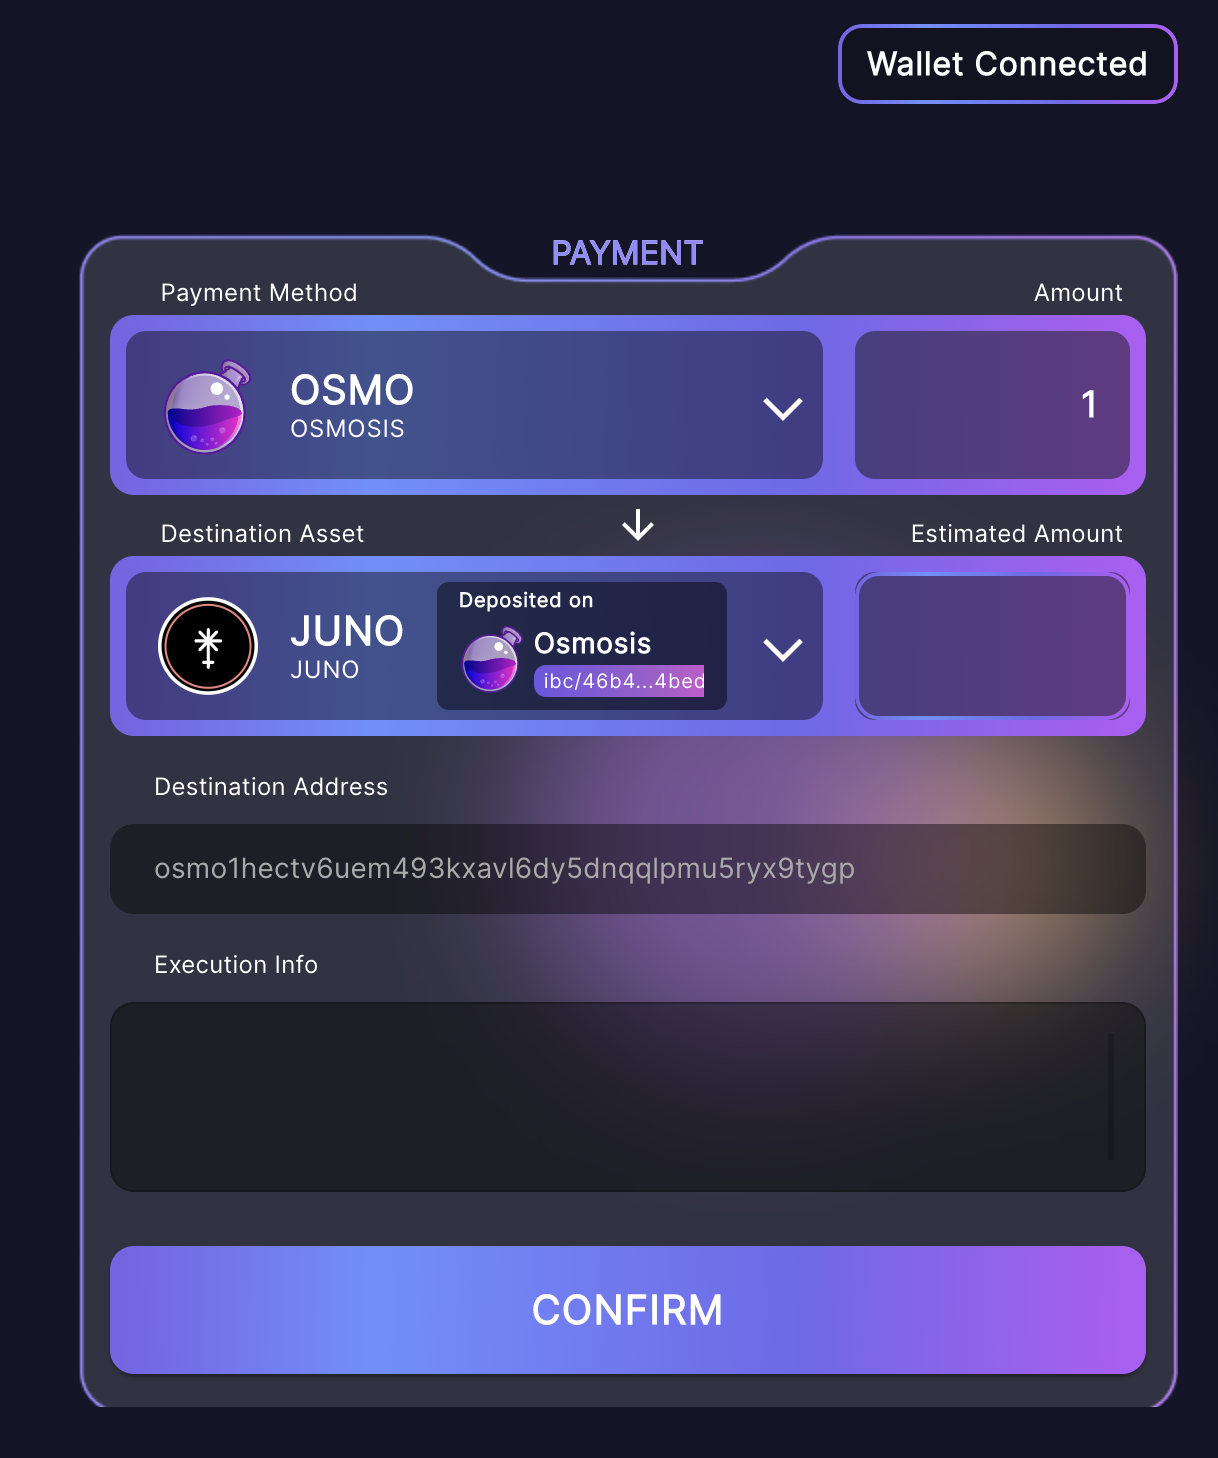 Wallet Connected
PAYMENT
Payment Method
Amount
OSMO
OSMOSIS
1
Destination Asset
Estimated Amount
JUNO
JUNO
Deposited on
Osmosis
ibc/46b4...4bed
Destination Address
osmo1hectv6uem493kxavl6dy5dnqqlpmu5ryx9tygp
Execution Info
CONFIRM